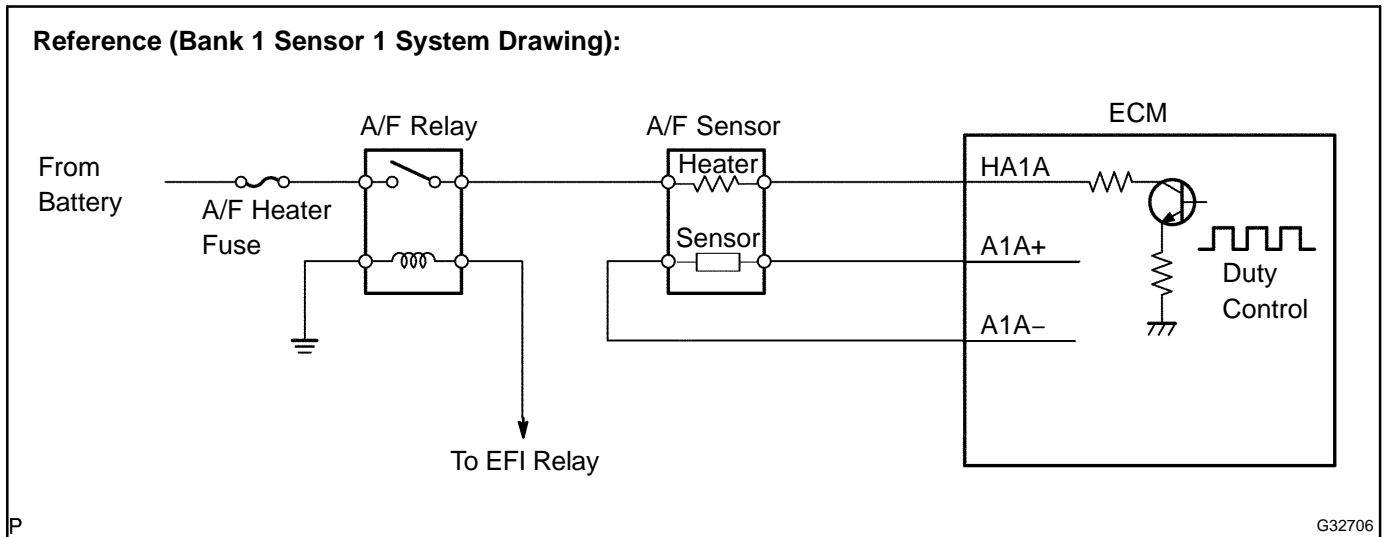 Reference (Bank 1 Sensor 1 System Drawing):
ECM
A/F Relay
A/F Sensor
From
Battery
A/F Heater
Fuse
Heater
Sensor
HA1A
A1A+
A1A−
Duty
Control
To EFI Relay
P
G32706